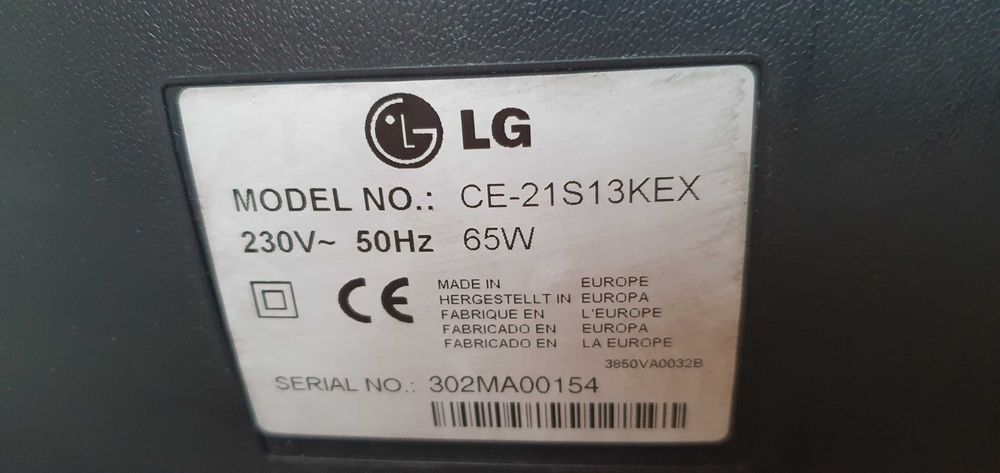 LG
MODEL NO.: CE-21S13KEX
230V~ 50Hz 65W
CE
MADE IN EUROPE
HERGESTELLT IN EUROPA
FABRIQUE EN L'EUROPE
FABRICADO EN EUROPA
FABRICADO EN LA EUROPE
3850VA0032B
SERIAL NO.: 302MA00154